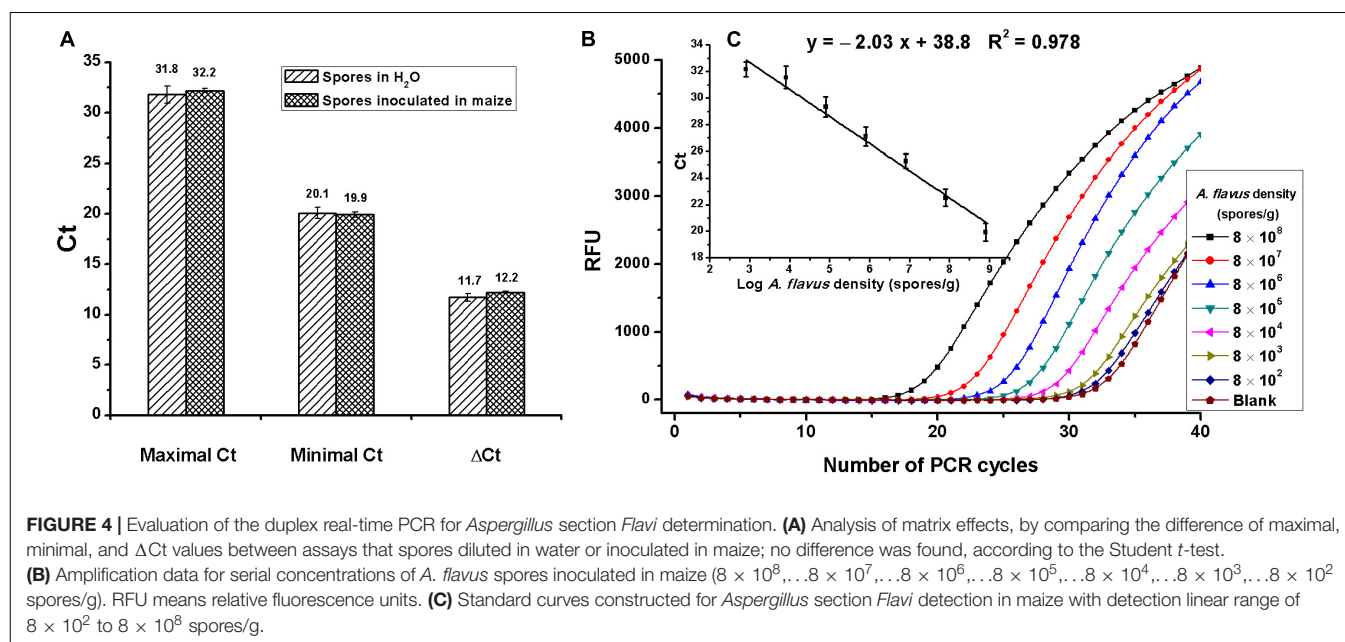 A
Ct
35
30
25
20
15
10
5
0
31.8
32.2
20.1
19.9
11.7
12.2
Spores in H₂O
Spores inoculated in maize
Maximal Ct
Minimal Ct
ΔCt
B
RFU
5000
4000
3000
2000
1000
0
0
10
20
30
40
Number of PCR cycles
C
y = − 2.03 x + 38.8 R² = 0.978
Ct
34
32
30
28
26
24
22
20
18
2
3
4
5
6
7
8
9
Log A. flavus density (spores/g)
A. flavus density
(spores/g)
8 × 10⁸
8 × 10⁷
8 × 10⁶
8 × 10⁵
8 × 10⁴
8 × 10³
8 × 10²
Blank
FIGURE 4 | Evaluation of the duplex real-time PCR for Aspergillus section Flavi determination. (A) Analysis of matrix effects, by comparing the difference of maximal,
minimal, and ΔCt values between assays that spores diluted in water or inoculated in maize; no difference was found, according to the Student t-test.
(B) Amplification data for serial concentrations of A. flavus spores inoculated in maize (8 × 10⁸,. . .8 × 10⁷,. . .8 × 10⁶,. . .8 × 10⁵,. . .8 × 10⁴,. . .8 × 10³,. . .8 × 10²
spores/g). RFU means relative fluorescence units. (C) Standard curves constructed for Aspergillus section Flavi detection in maize with detection linear range of
8 × 10² to 8 × 10⁸ spores/g.